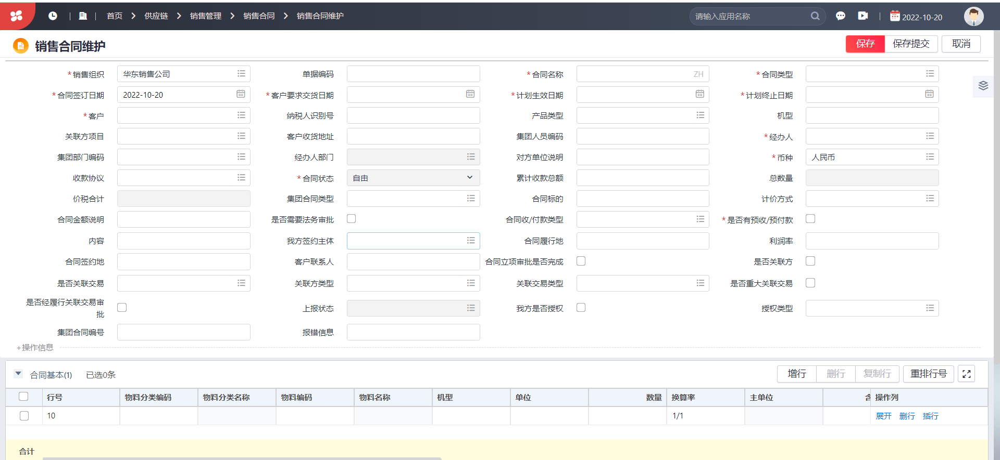 首页 供应链 销售管理 销售合同 销售合同维护 请输入应用名称 2022-10-20
销售合同维护 保存 保存提交 取消
*销售组织 华东销售公司 单据编码 *合同名称 ZH *合同类型
*合同签订日期 2022-10-20 *客户要求交货日期 *计划生效日期 *计划终止日期
*客户 纳税人识别号 产品类型 机型
关联方项目 客户收货地址 集团人员编码 *经办人
集团部门编码 经办人部门 对方单位说明 *币种 人民币
收款协议 *合同状态 自由 累计收款总额 总数量
价税合计 集团合同类型 合同标的 计价方式
合同金额说明 是否需要法务审批 合同收/付款类型 *是否有预收/预付款
内容 我方签约主体 合同履行地 利润率
合同签约地 客户联系人 合同立项审批是否完成 是否关联方
是否关联交易 关联方类型 关联交易类型 是否重大关联交易
是否经履行关联交易审
批 上报状态 我方是否授权 授权类型
集团合同编号 报错信息
+操作信息
合同基本(1) 已选0条 增行 删行 复制行 重排行号
行号 物料分类编码 物料分类名称 物料编码 物料名称 机型 单位 数量 换算率 主单位 操作列
10 1/1 展开 删行 插行
合计